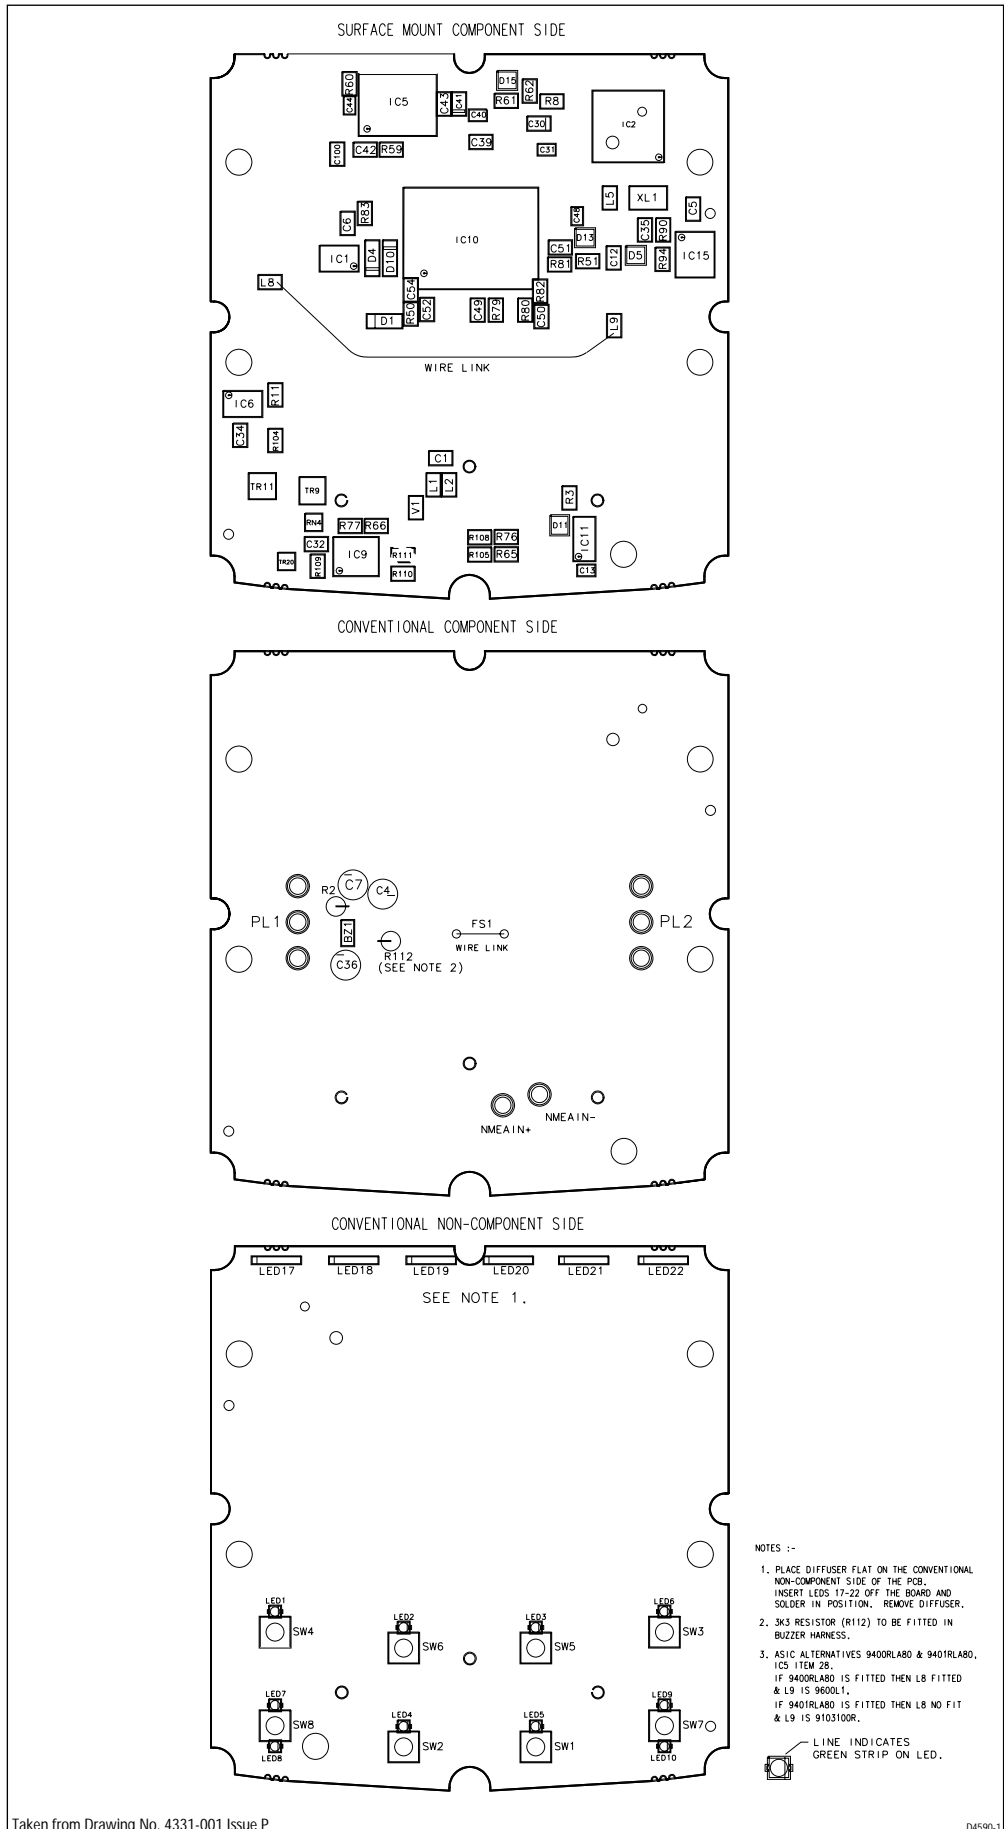 SURFACE MOUNT COMPONENT SIDE
R60
C44
IC5
C43
C41
C40
D15
R61
R62
R8
C30
IC2
C100
C42
R59
C39
C31
L5
XL1
C5
C6
R83
IC10
C48
D13
C35
R90
IC1
D4
D10
C51
R81
R51
C12
D5
R94
IC15
L8
C54
R82
R50
C52
C49
R79
R80
C50
D1
L9
WIRE LINK
R11
IC6
C34
R104
C1
TR11
TR9
L1
L2
V1
R3
RN4
R77
R66
D11
IC11
R108
R76
C32
IC9
R111
R105
R65
TR20
R109
R110
C13
CONVENTIONAL COMPONENT SIDE
R2
C7
C4
PL1
BZ1
FS1
PL2
WIRE LINK
R112
C36
(SEE NOTE 2)
NMEAIN-
NMEAIN+
CONVENTIONAL NON-COMPONENT SIDE
LED17
LED18
LED19
LED20
LED21
LED22
SEE NOTE 1.
LED1
SW4
LED2
SW6
LED3
SW5
LED6
SW3
LED7
SW8
LED8
LED4
SW2
LED5
SW1
LED9
SW7
LED10
NOTES :-
1. PLACE DIFFUSER FLAT ON THE CONVENTIONAL
NON-COMPONENT SIDE OF THE PCB.
INSERT LEDS 17-22 OFF THE BOARD AND
SOLDER IN POSITION. REMOVE DIFFUSER.
2. 3K3 RESISTOR (R112) TO BE FITTED IN
BUZZER HARNESS.
3. ASIC ALTERNATIVES 9400RLA80 & 9401RLA80,
IC5 ITEM 28.
IF 9400RLA80 IS FITTED THEN L8 FITTED
& L9 IS 9600L1.
IF 9401RLA80 IS FITTED THEN L8 NO FIT
& L9 IS 9103100R.
LINE INDICATES
GREEN STRIP ON LED.
Taken from Drawing No. 4331-001 Issue P
D4590-1